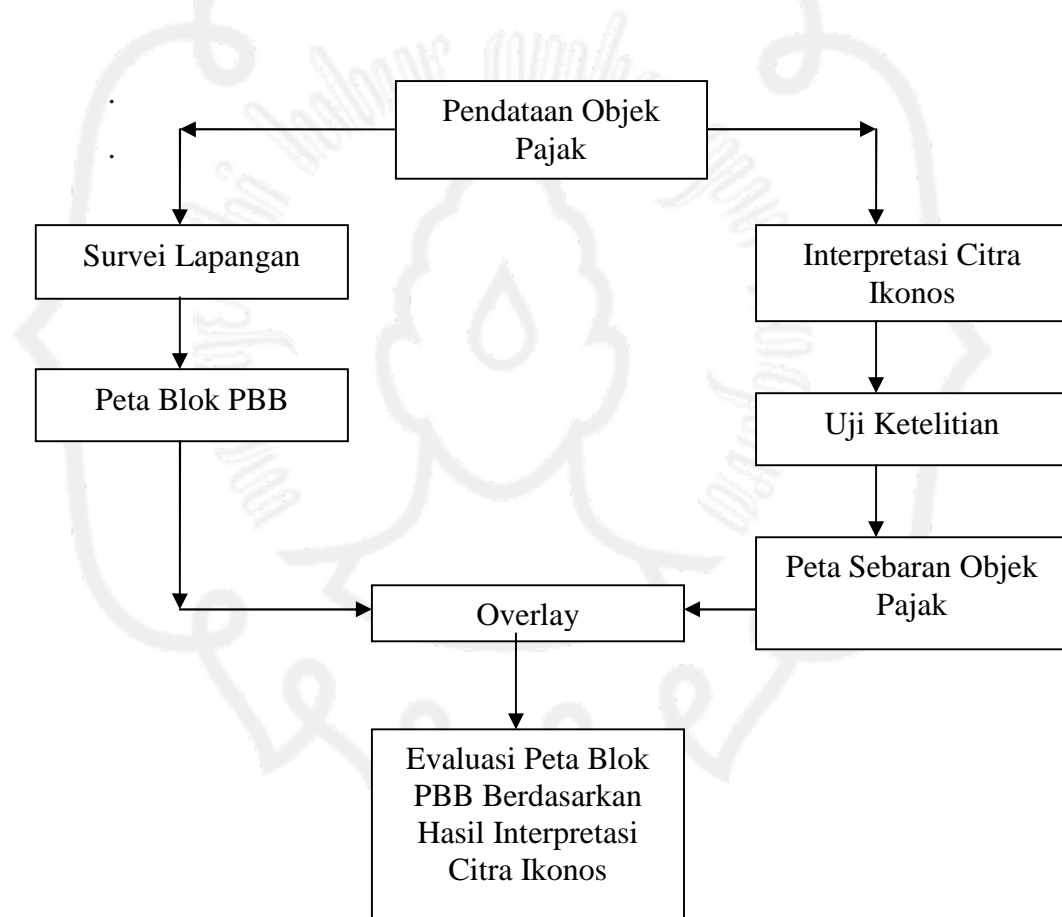 Pendataan Objek
Pajak
Survei Lapangan
Interpretasi Citra
Ikonos
Peta Blok PBB
Uji Ketelitian
Peta Sebaran Objek
Pajak
Overlay
Evaluasi Peta Blok
PBB Berdasarkan
Hasil Interpretasi
Citra Ikonos